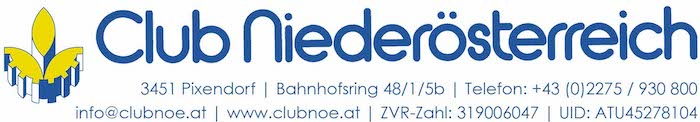 Club Niederösterreich
3451 Pixendorf | Bahnhofsring 48/1/5b | Telefon: +43 (0)2275 / 930 800
info@clubnoe.at | www.clubnoe.at | ZVR-Zahl: 319006047 | UID: ATU45278104